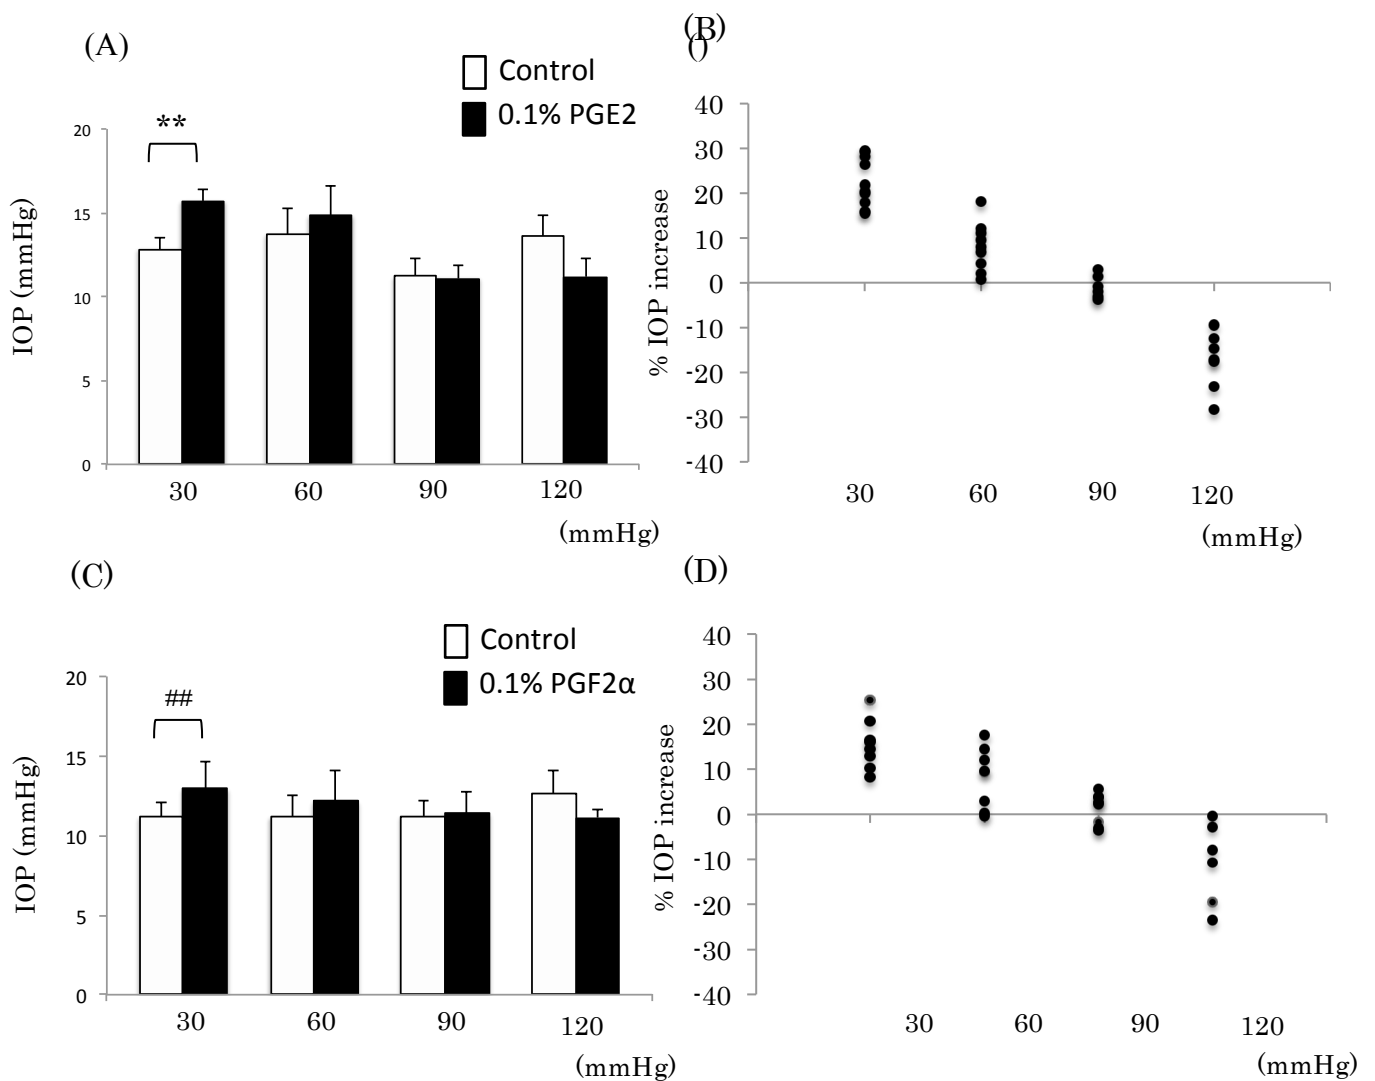 (A)
Control
0.1% PGE2
**
IOP (mmHg)
20
15
10
5
0
30 60 90 120
(mmHg)
(B)
()
% IOP increase
40
30
20
10
0
-10
-20
-30
-40
30 60 90 120
(mmHg)
(C)
Control
0.1% PGF2α
##
IOP (mmHg)
20
15
10
5
0
30 60 90 120
(mmHg)
(D)
% IOP increase
40
30
20
10
0
-10
-20
-30
-40
30 60 90 120
(mmHg)